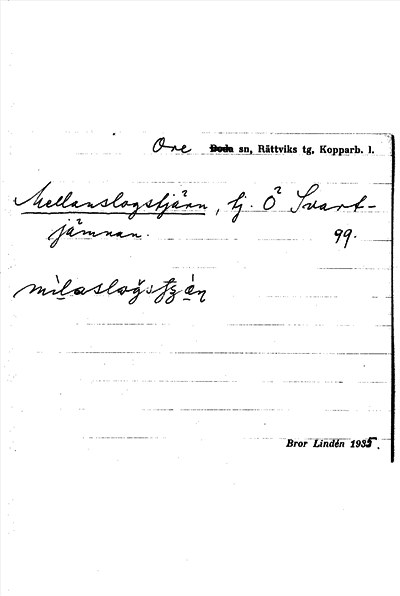 Ore Boda sn, Rättviks tg, Kopparb. l.
Mellanslogstjärn, tj. Ö Svart-
jämnan. 99.
Bror Lindén 1935.